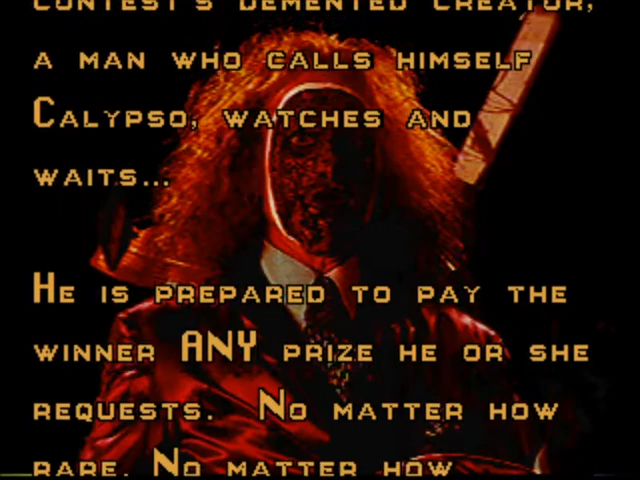 CONTEST'S DEMENTED CREATOR,
A MAN WHO CALLS HIMSELF
CALYPSO, WATCHES AND
WAITS...
HE IS PREPARED TO PAY THE
WINNER ANY PRIZE HE OR SHE
REQUESTS. NO MATTER HOW
RARE. NO MATTER HOW